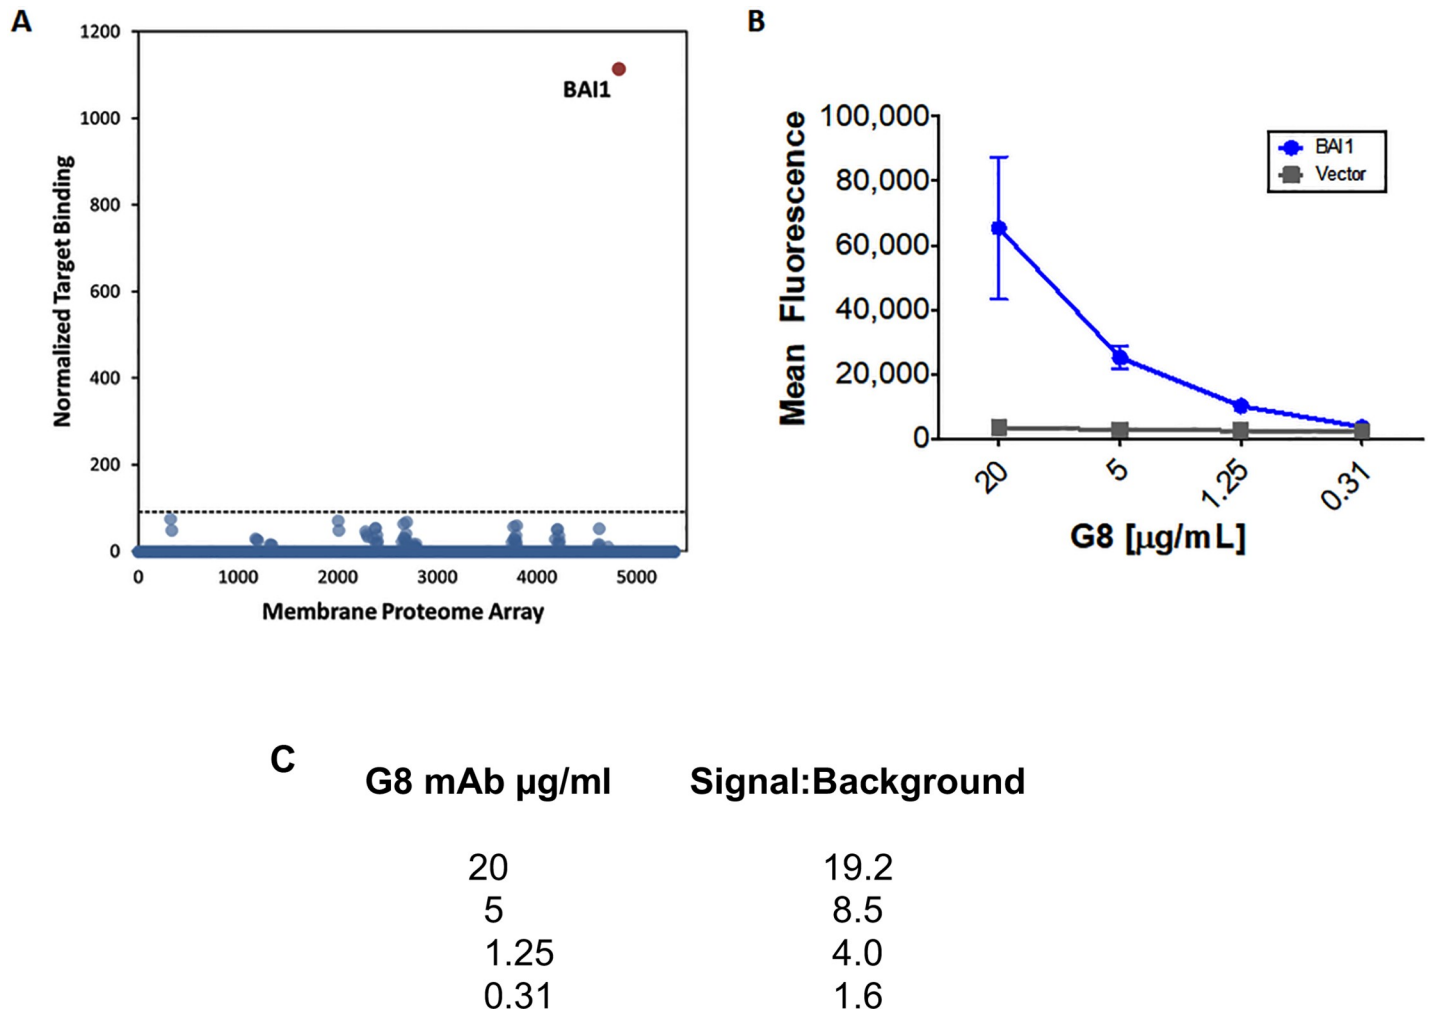 A
1200
1000
800
600
400
200
0
Normalized Target Binding
BAI1
0 1000 2000 3000 4000 5000
Membrane Proteome Array
B
100,000
80,000
60,000
40,000
20,000
0
Mean Fluorescence
BAI1
Vector
20 5 1.25 0.31
G8 [µg/mL]
C
G8 mAb µg/ml Signal:Background
20 19.2
5 8.5
1.25 4.0
0.31 1.6